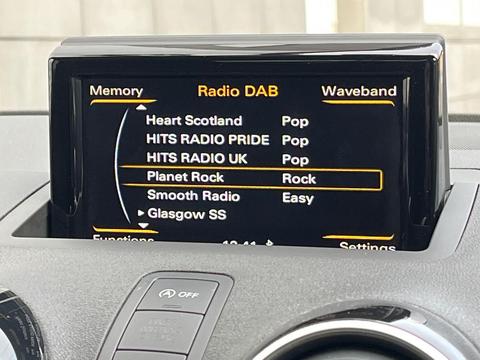 Memory Radio DAB Waveband
Heart Scotland Pop
HITS RADIO PRIDE Pop
HITS RADIO UK Pop
Planet Rock Rock
Smooth Radio Easy
Glasgow SS
Functions Settings
A OFF